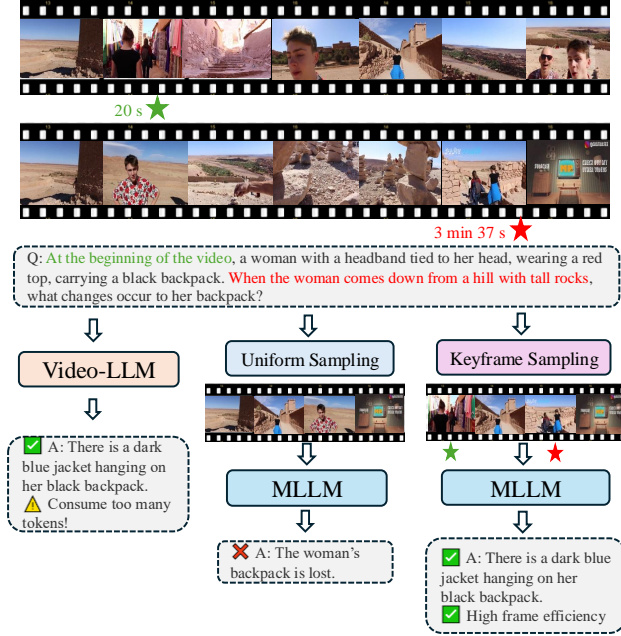 20 s
3 min 37 s
Q: At the beginning of the video, a woman with a headband tied to her head, wearing a red
top, carrying a black backpack. When the woman comes down from a hill with tall rocks,
what changes occur to her backpack?
Video-LLM
Uniform Sampling
Keyframe Sampling
A: There is a dark
blue jacket hanging on
her black backpack.
Consume too many
tokens!
MLLM
MLLM
A: The woman's
backpack is lost.
A: There is a dark blue
jacket hanging on her
black backpack.
High frame efficiency